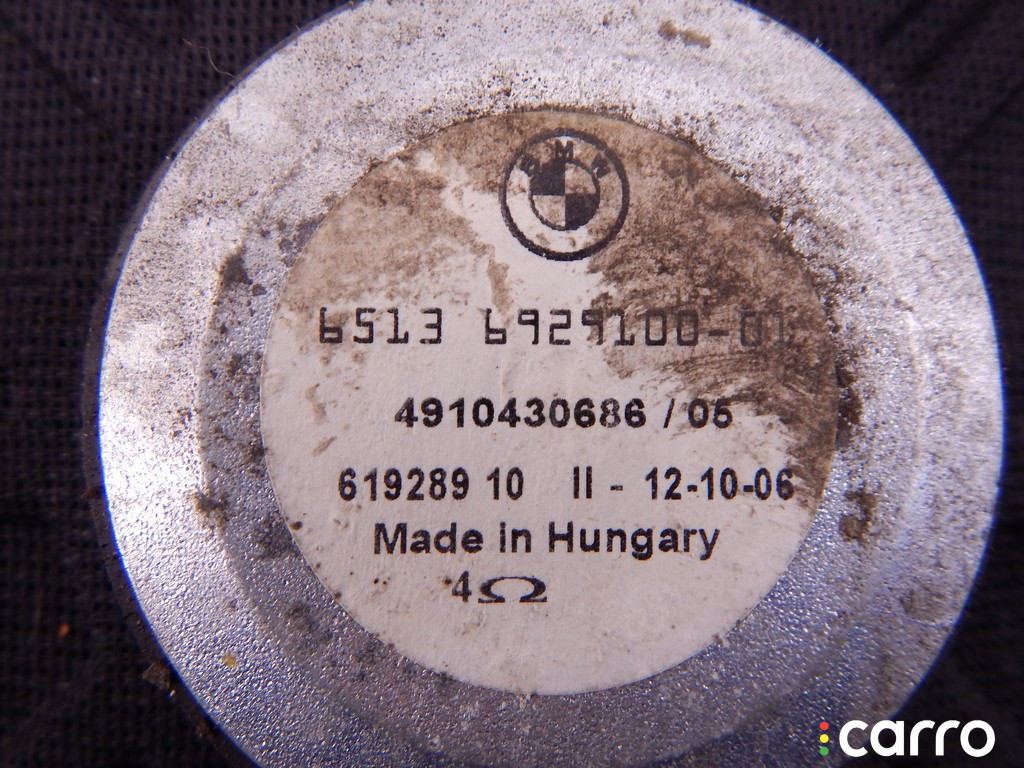 BMW
6513 6929100-01
4910430686 / 05
619289 10 II - 12-10-06
Made in Hungary
4Ω
carro